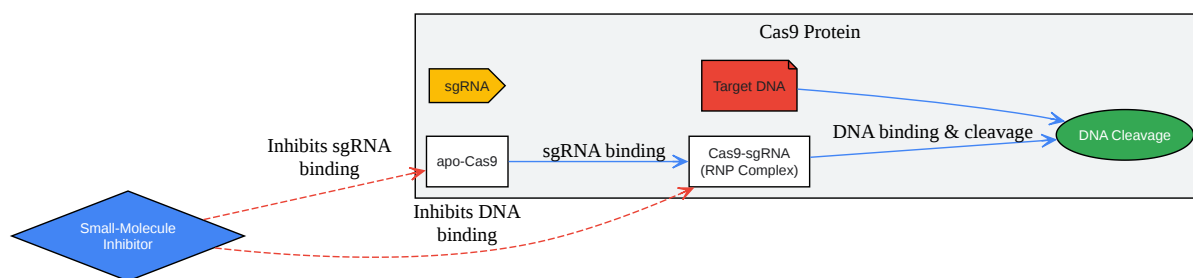 Cas9 Protein
sgRNA
Target DNA
DNA Cleavage
DNA binding & cleavage
Inhibits sgRNA
binding
apo-Cas9
sgRNA binding
Cas9-sgRNA
(RNP Complex)
Inhibits DNA
binding
Small-Molecule
Inhibitor